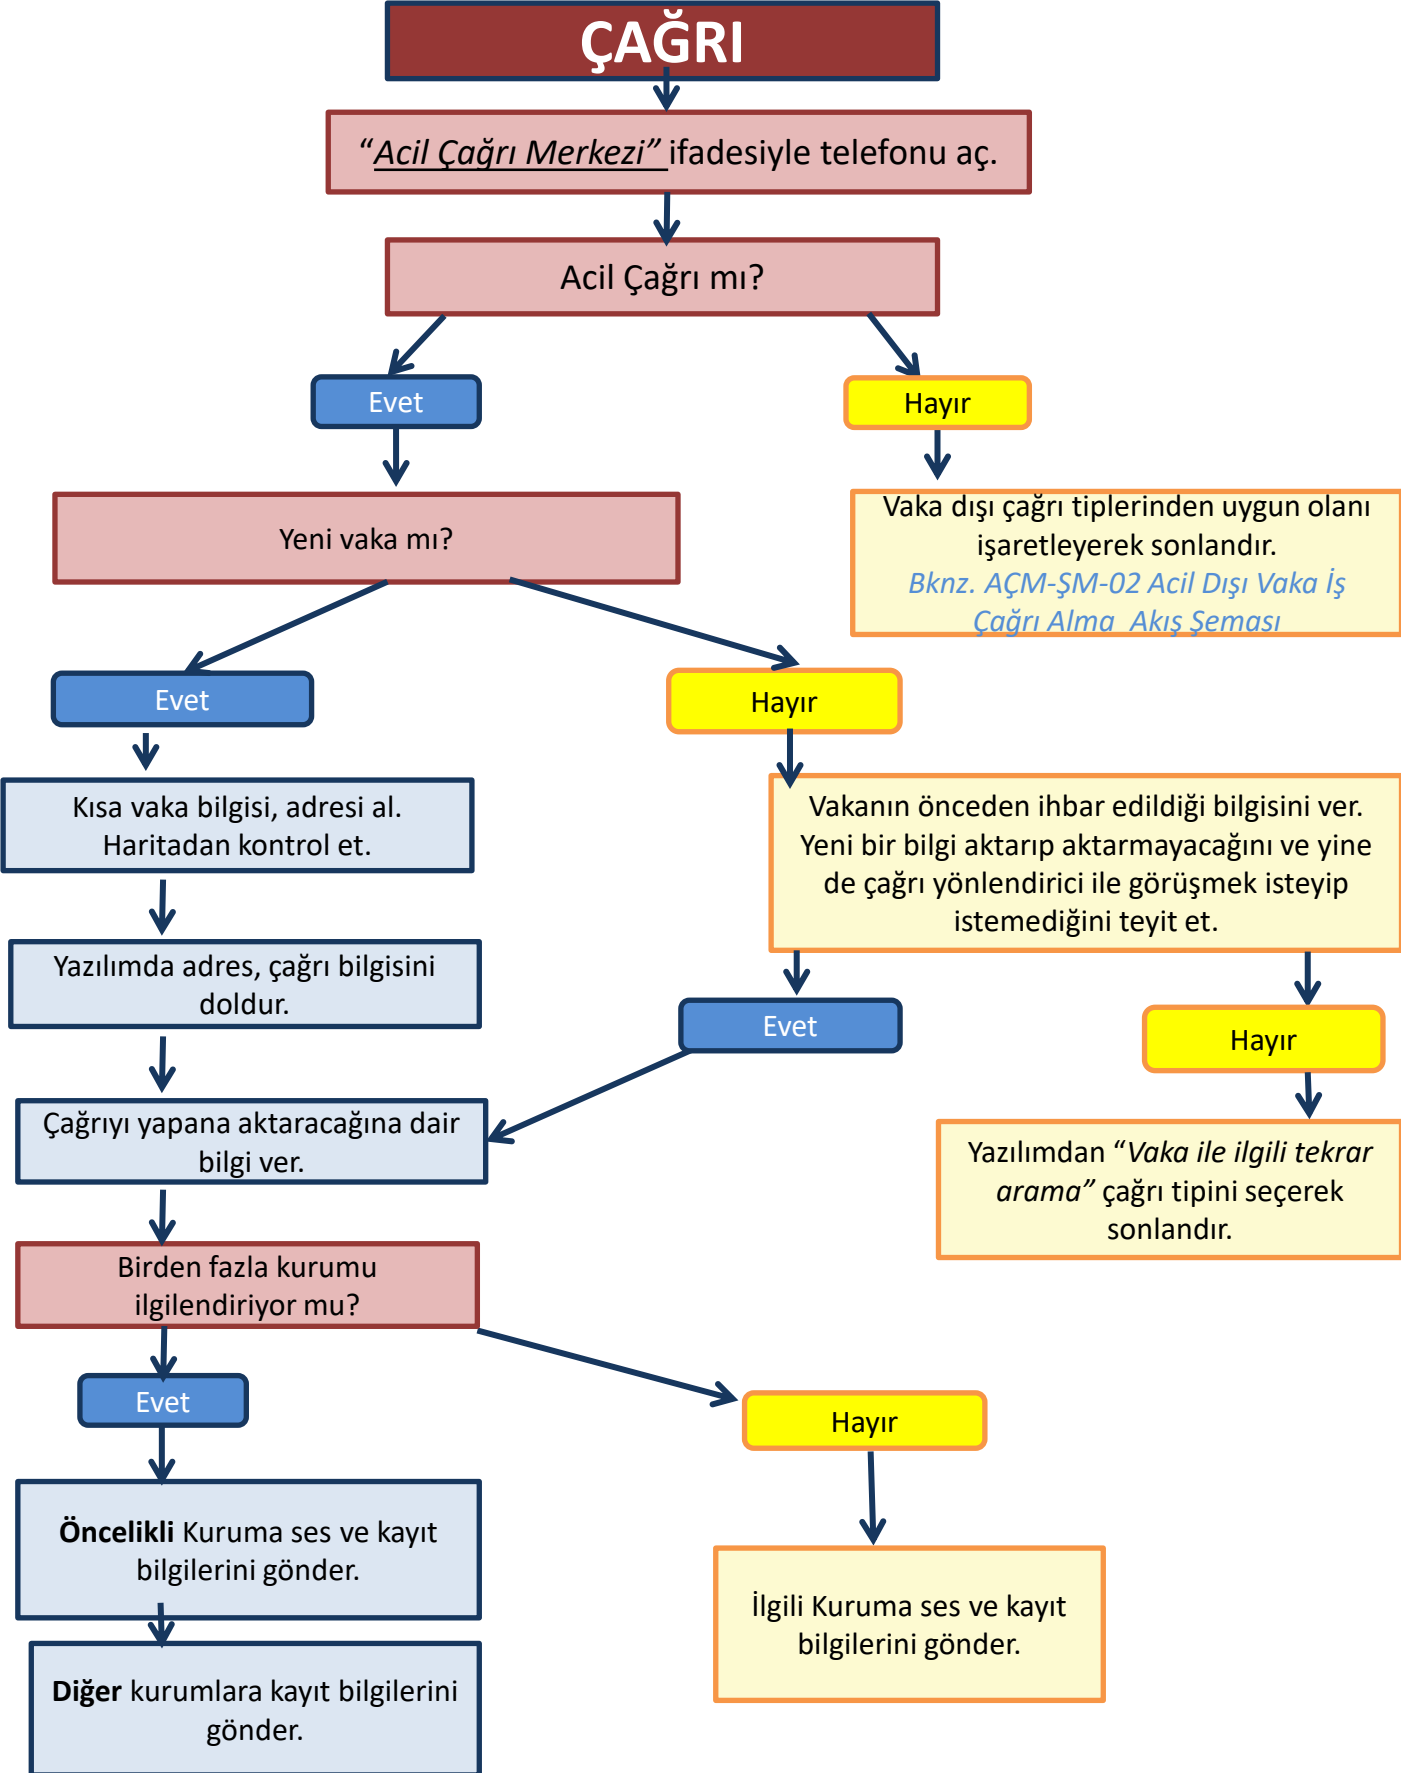 ÇAĞRI
“Acil Çağrı Merkezi” ifadesiyle telefonu aç.
Acil Çağrı mı?
Evet
Hayır
Vaka dışı çağrı tiplerinden uygun olanı
işaretleyerek sonlandır.
Bknz. AÇM-ŞM-02 Acil Dışı Vaka İş
Çağrı Alma Akış Şeması
Yeni vaka mı?
Evet
Hayır
Kısa vaka bilgisi, adresi al.
Haritadan kontrol et.
Vakanın önceden ihbar edildiği bilgisini ver.
Yeni bir bilgi aktarıp aktarmayacağını ve yine
de çağrı yönlendirici ile görüşmek isteyip
istemediğini teyit et.
Yazılımda adres, çağrı bilgisini
doldur.
Evet
Hayır
Çağrıyı yapana aktaracağına dair
bilgi ver.
Yazılımdan “Vaka ile ilgili tekrar
arama” çağrı tipini seçerek
sonlandır.
Birden fazla kurumu
ilgilendiriyor mu?
Evet
Hayır
Öncelikli Kuruma ses ve kayıt
bilgilerini gönder.
İlgili Kuruma ses ve kayıt
bilgilerini gönder.
Diğer kurumlara kayıt bilgilerini
gönder.